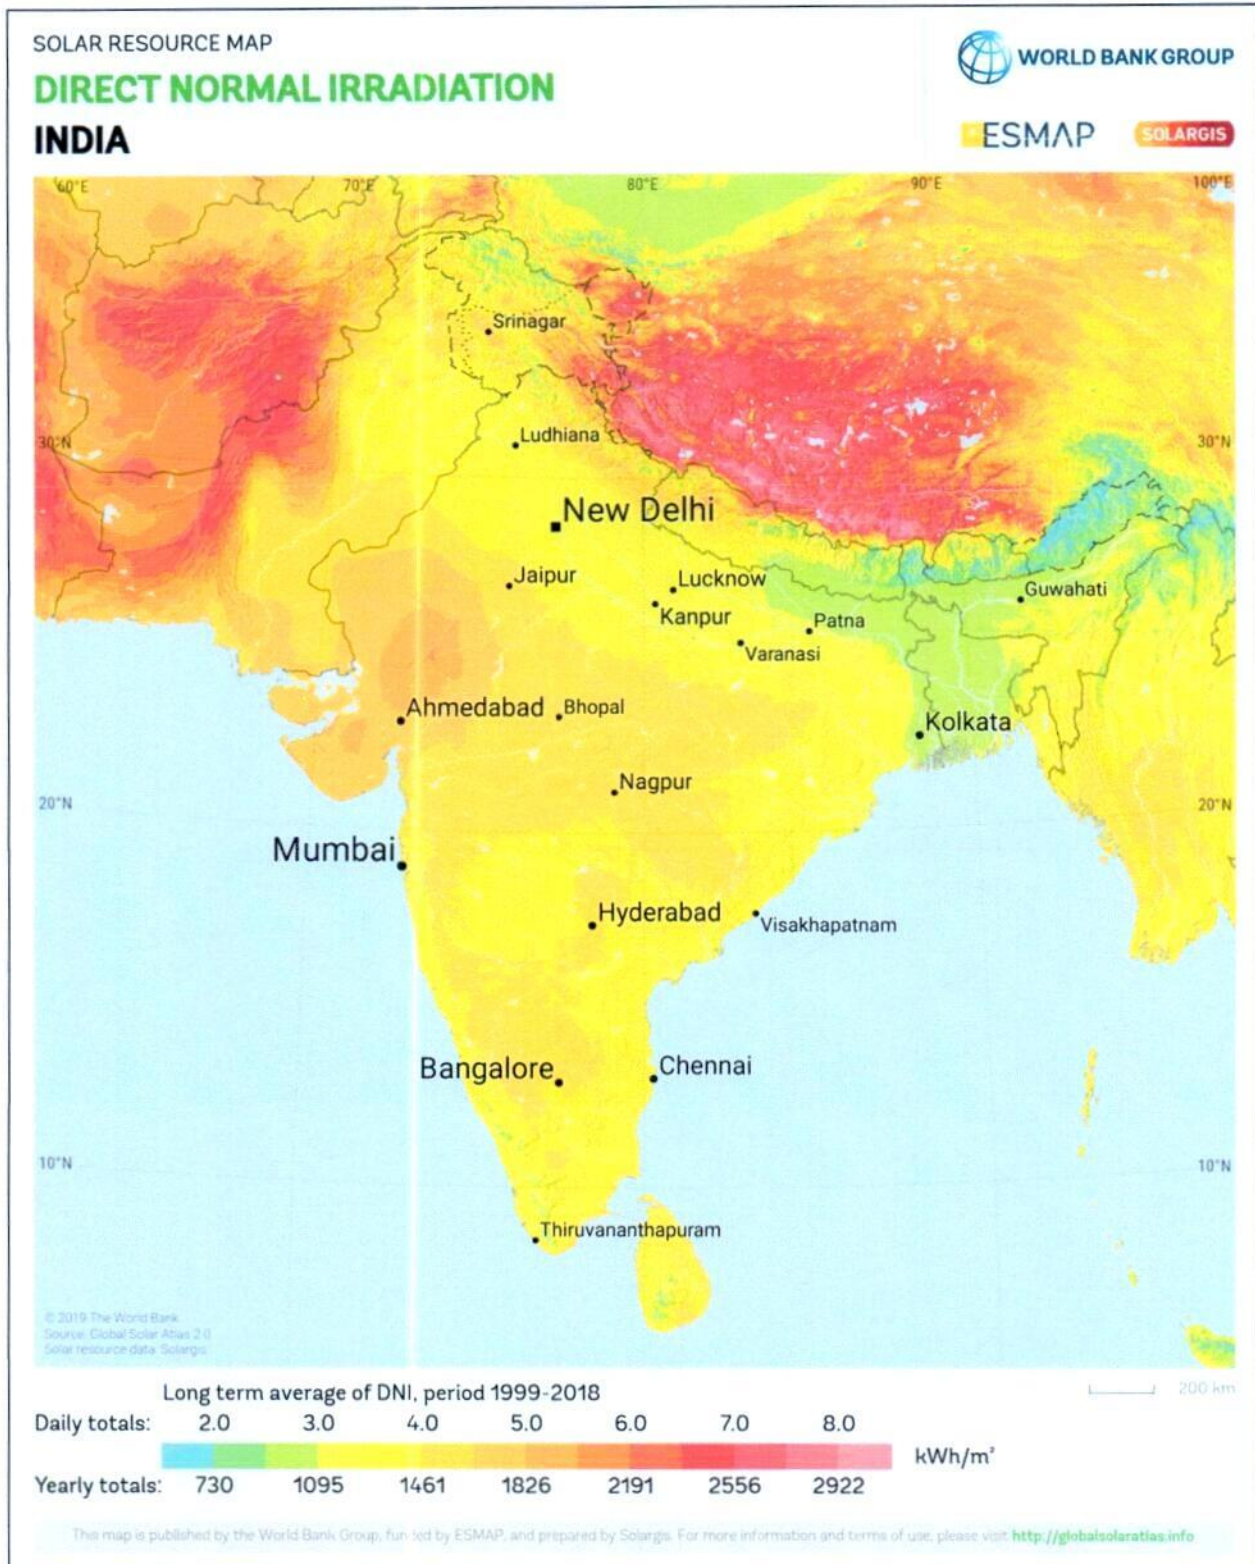 SOLAR RESOURCE MAP
DIRECT NORMAL IRRADIATION
INDIA
WORLD BANK GROUP
ESMAP
SOLARGIS
60°E 70°E 80°E 90°E 100°E
Srinagar
30°N
Ludhiana
30°N
New Delhi
Jaipur
Lucknow
Guwahati
Kanpur
Patna
Varanasi
Ahmedabad
Bhopal
Kolkata
Nagpur
20°N
20°N
Mumbai
Hyderabad
Visakhapatnam
Bangalore
Chennai
10°N
10°N
Thiruvananthapuram
© 2019 The World Bank
Source: Global Solar Atlas 2.0
Solar resource data: Solargis
Long term average of DNI, period 1999-2018
200 km
Daily totals: 2.0 3.0 4.0 5.0 6.0 7.0 8.0
kWh/m²
Yearly totals: 730 1095 1461 1826 2191 2556 2922
This map is published by the World Bank Group, funded by ESMAP, and prepared by Solargis. For more information and terms of use, please visit http://globalsolaratlas.info